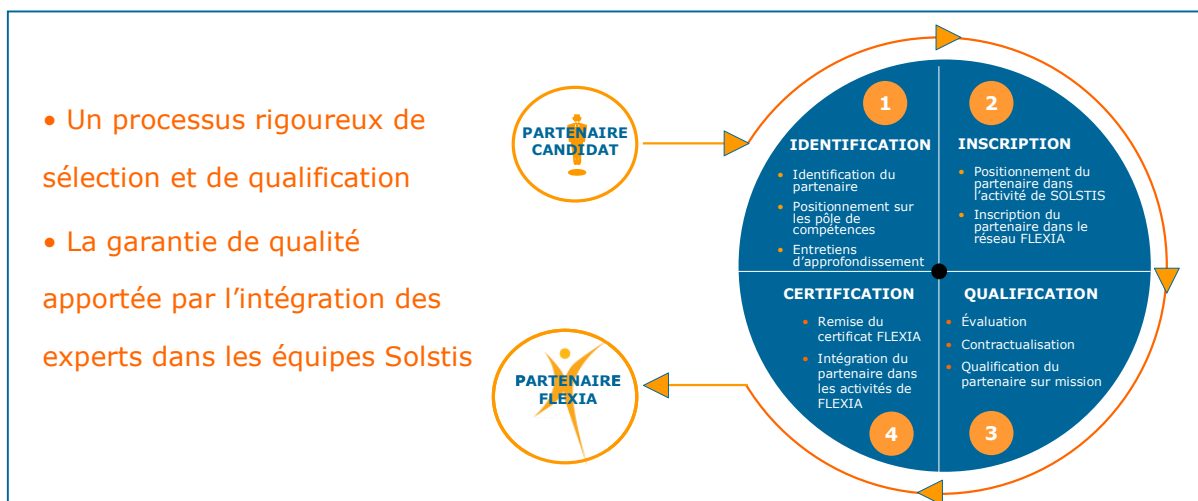 • Un processus rigoureux de
sélection et de qualification
• La garantie de qualité
apportée par l’intégration des
experts dans les équipes Solstis
PARTENAIRE
CANDIDAT
PARTENAIRE
FLEXIA
1
IDENTIFICATION
• Identification du
partenaire
• Positionnement sur
les pôle de
compétences
• Entretiens
d’approfondissement
2
INSCRIPTION
• Positionnement du
partenaire dans
l’activité de SOLSTIS
• Inscription du
partenaire dans le
réseau FLEXIA
QUALIFICATION
• Évaluation
• Contractualisation
• Qualification du
partenaire sur mission
3
CERTIFICATION
• Remise du
certificat FLEXIA
• Intégration du
partenaire dans
les activités de
FLEXIA
4